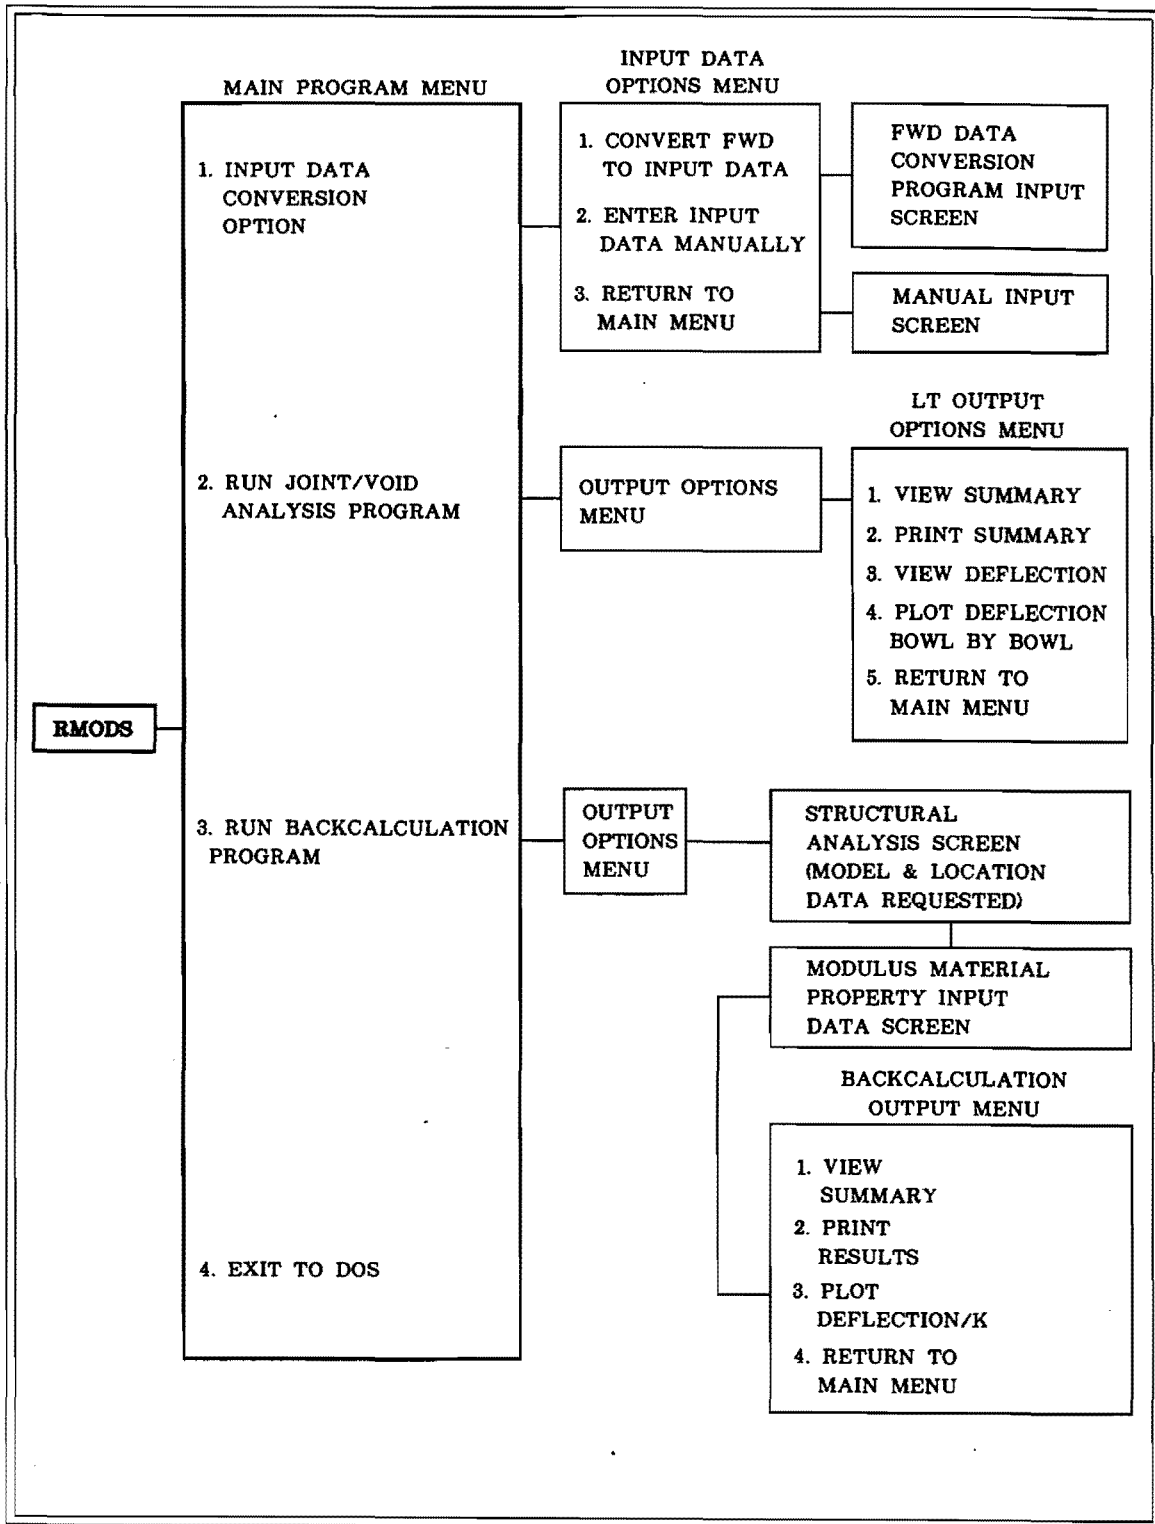 RMODS
MAIN PROGRAM MENU
1. INPUT DATA
CONVERSION
OPTION
2. RUN JOINT/VOID
ANALYSIS PROGRAM
3. RUN BACKCALCULATION
PROGRAM
4. EXIT TO DOS
INPUT DATA
OPTIONS MENU
1. CONVERT FWD
TO INPUT DATA
2. ENTER INPUT
DATA MANUALLY
3. RETURN TO
MAIN MENU
FWD DATA
CONVERSION
PROGRAM INPUT
SCREEN
MANUAL INPUT
SCREEN
OUTPUT OPTIONS
MENU
LT OUTPUT
OPTIONS MENU
1. VIEW SUMMARY
2. PRINT SUMMARY
3. VIEW DEFLECTION
4. PLOT DEFLECTION
BOWL BY BOWL
5. RETURN TO
MAIN MENU
OUTPUT
OPTIONS
MENU
STRUCTURAL
ANALYSIS SCREEN
(MODEL & LOCATION
DATA REQUESTED)
MODULUS MATERIAL
PROPERTY INPUT
DATA SCREEN
BACKCALCULATION
OUTPUT MENU
1. VIEW
SUMMARY
2. PRINT
RESULTS
3. PLOT
DEFLECTION/K
4. RETURN TO
MAIN MENU